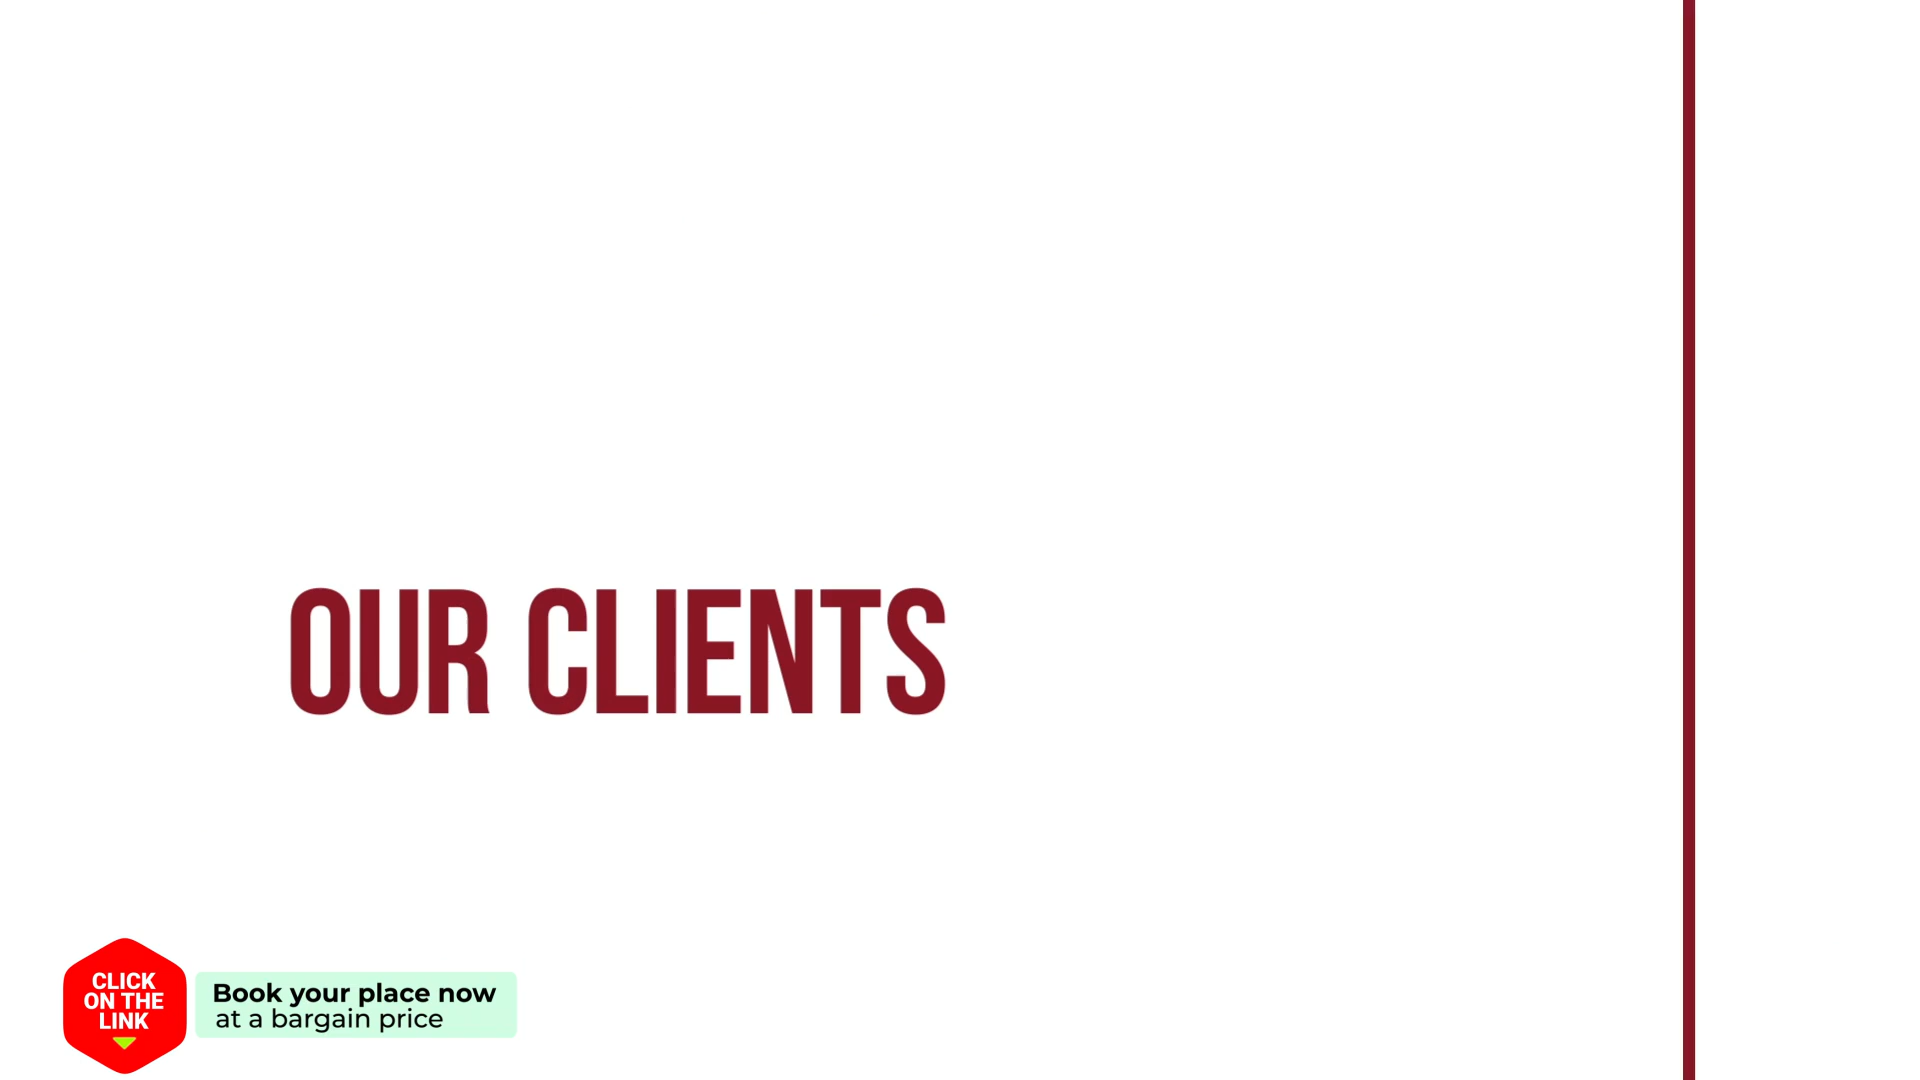 OUR CLIENTS
CLICK
ON THE
LINK
Book your place now
at a bargain price